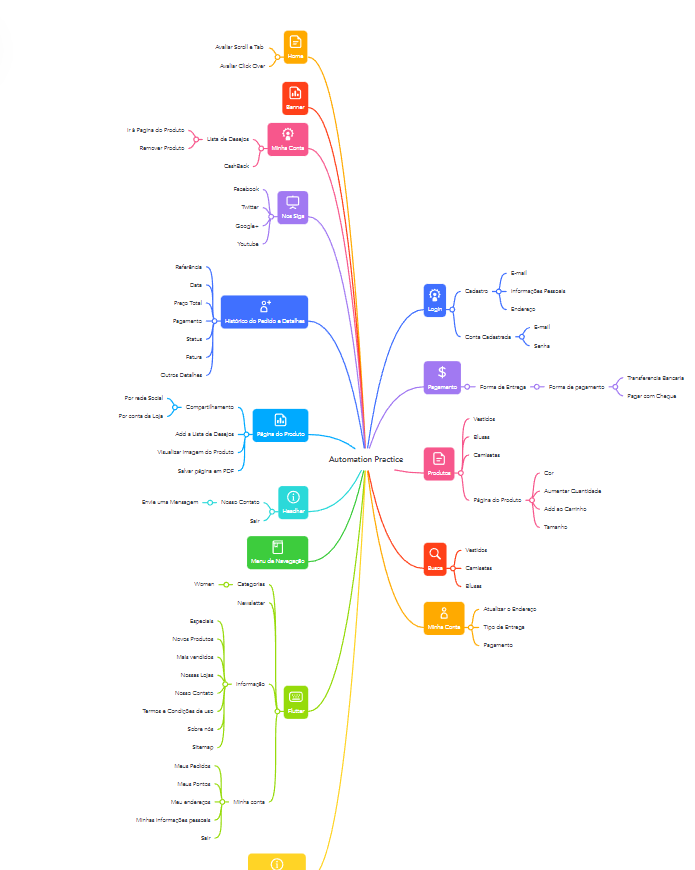 Home
Avaliar Scroll e Tab
Avaliar Click Over
Banner
Minha Conta
Lista de Desejos
Ir à Pagina do Produto
Remover Produto
CashBack
Nos Siga
Facebook
Twitter
Google+
Youtube
Histórico do Pedido e Detalhes
Referência
Data
Preço Total
Pagamento
Status
Fatura
Outros Detalhes
Página do Produto
Compartilhamento
Por rede Social
Por conta da Loja
Add a Lista de Desejos
Visualizar Imagem do Produto
Salvar página em PDF
Headher
Nosso Contato
Envie uma Mensagem
Sair
Menu de Navegação
Flutter
Categorias
Women
Newsletter
Informação
Especiais
Novos Produtos
Mais vendidos
Nossas Lojas
Nosso Contato
Termos e Condições de uso
Sobre nós
Sitemap
Minha conta
Meus Pedidos
Meus Pontos
Meu endereços
Minhas informações pessoais
Sair
Automation Practice
Login
Cadastro
E-mail
Informações Pessoais
Endereço
Conta Cadastrada
E-mail
Senha
Pagamento
Forma de Entrega
Forma de pagamento
Transferencia Bancaria
Pagar com Cheque
Produtos
Vestidos
Blusas
Camisetas
Página do Produto
Cor
Aumentar Quantidade
Add ao Carrinho
Tamanho
Busca
Vestidos
Camisetas
Blusas
Minha Conta
Atualizar o Endereço
Tipo de Entrega
Pagamento